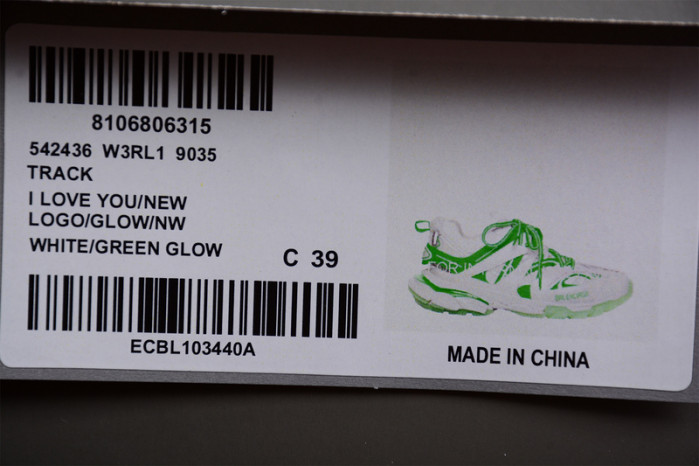 8106806315
542436 W3RL1 9035
TRACK
I LOVE YOU/NEW
LOGO/GLOW/NW
WHITE/GREEN GLOW
C 39
ECBL103440A
MADE IN CHINA